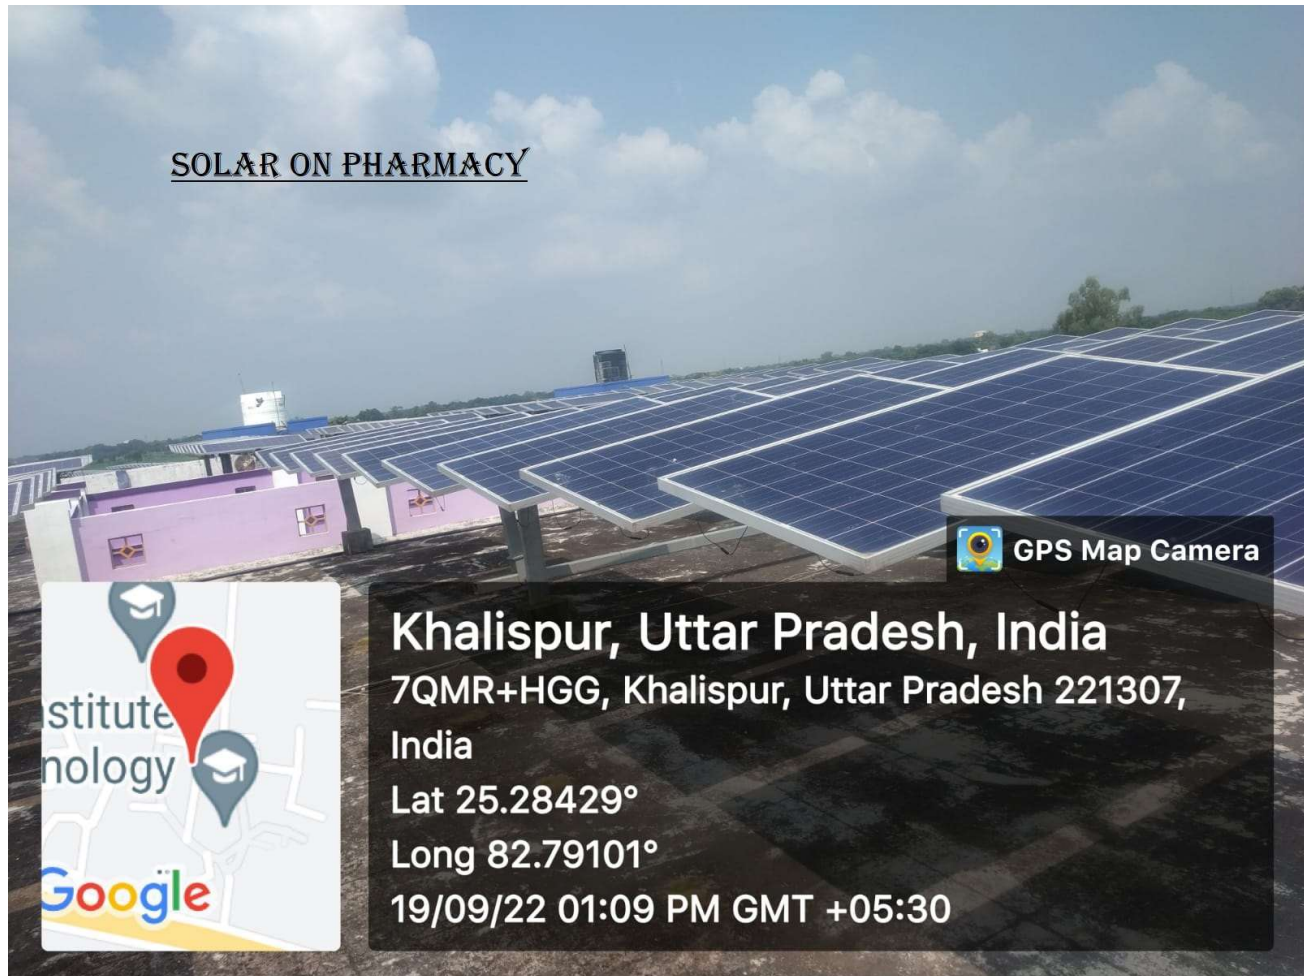 SOLAR ON PHARMACY
GPS Map Camera
Khalispur, Uttar Pradesh, India
7QMR+HGG, Khalispur, Uttar Pradesh 221307,
India
Lat 25.28429°
Long 82.79101°
19/09/22 01:09 PM GMT +05:30
stitute
nology
Google